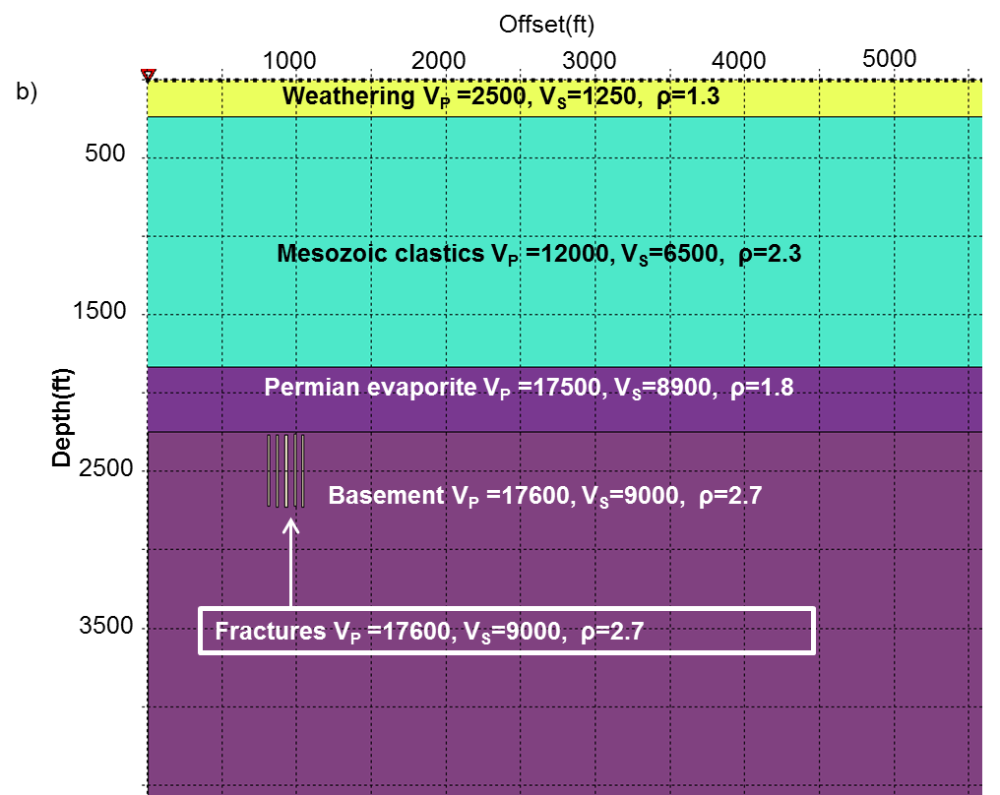 Offset(ft)
1000 2000 3000 4000 5000
b)
Weathering VP =2500, VS=1250, ρ=1.3
500
Mesozoic clastics VP =12000, VS=6500, ρ=2.3
1500
Permian evaporite VP =17500, VS=8900, ρ=1.8
Depth(ft)
2500
Basement VP =17600, VS=9000, ρ=2.7
3500
Fractures VP =17600, VS=9000, ρ=2.7